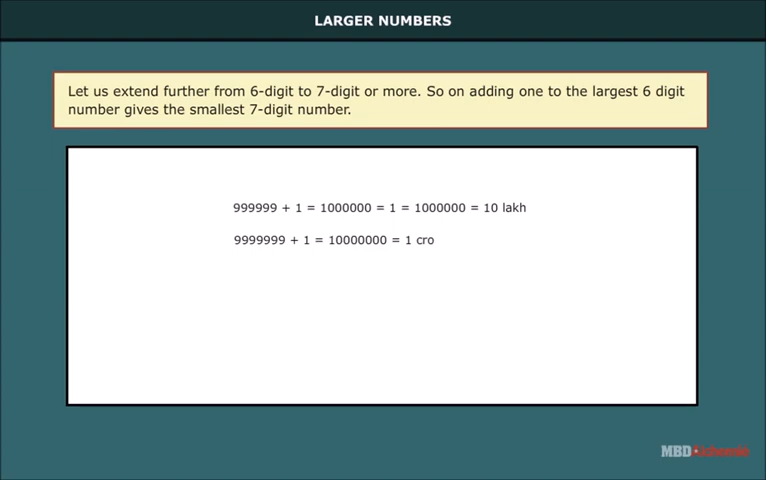 LARGER NUMBERS
Let us extend further from 6-digit to 7-digit or more. So on adding one to the largest 6 digit
number gives the smallest 7-digit number.
999999 + 1 = 1000000 = 1 = 1000000 = 10 lakh
9999999 + 1 = 10000000 = 1 cro
MBD